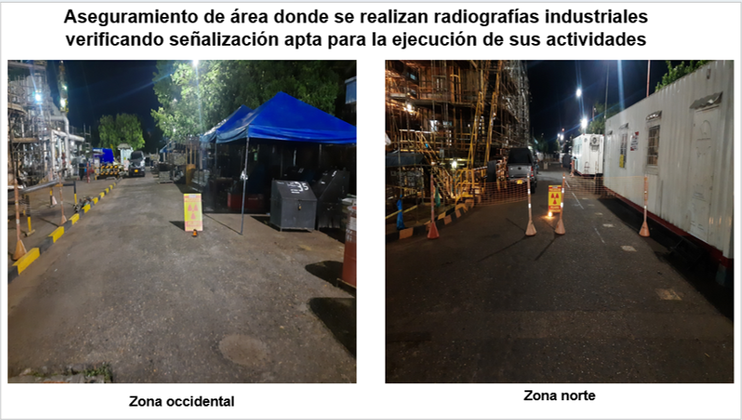 Aseguramiento de área donde se realizan radiografías industriales
verificando señalización apta para la ejecución de sus actividades
Zona occidental
Zona norte